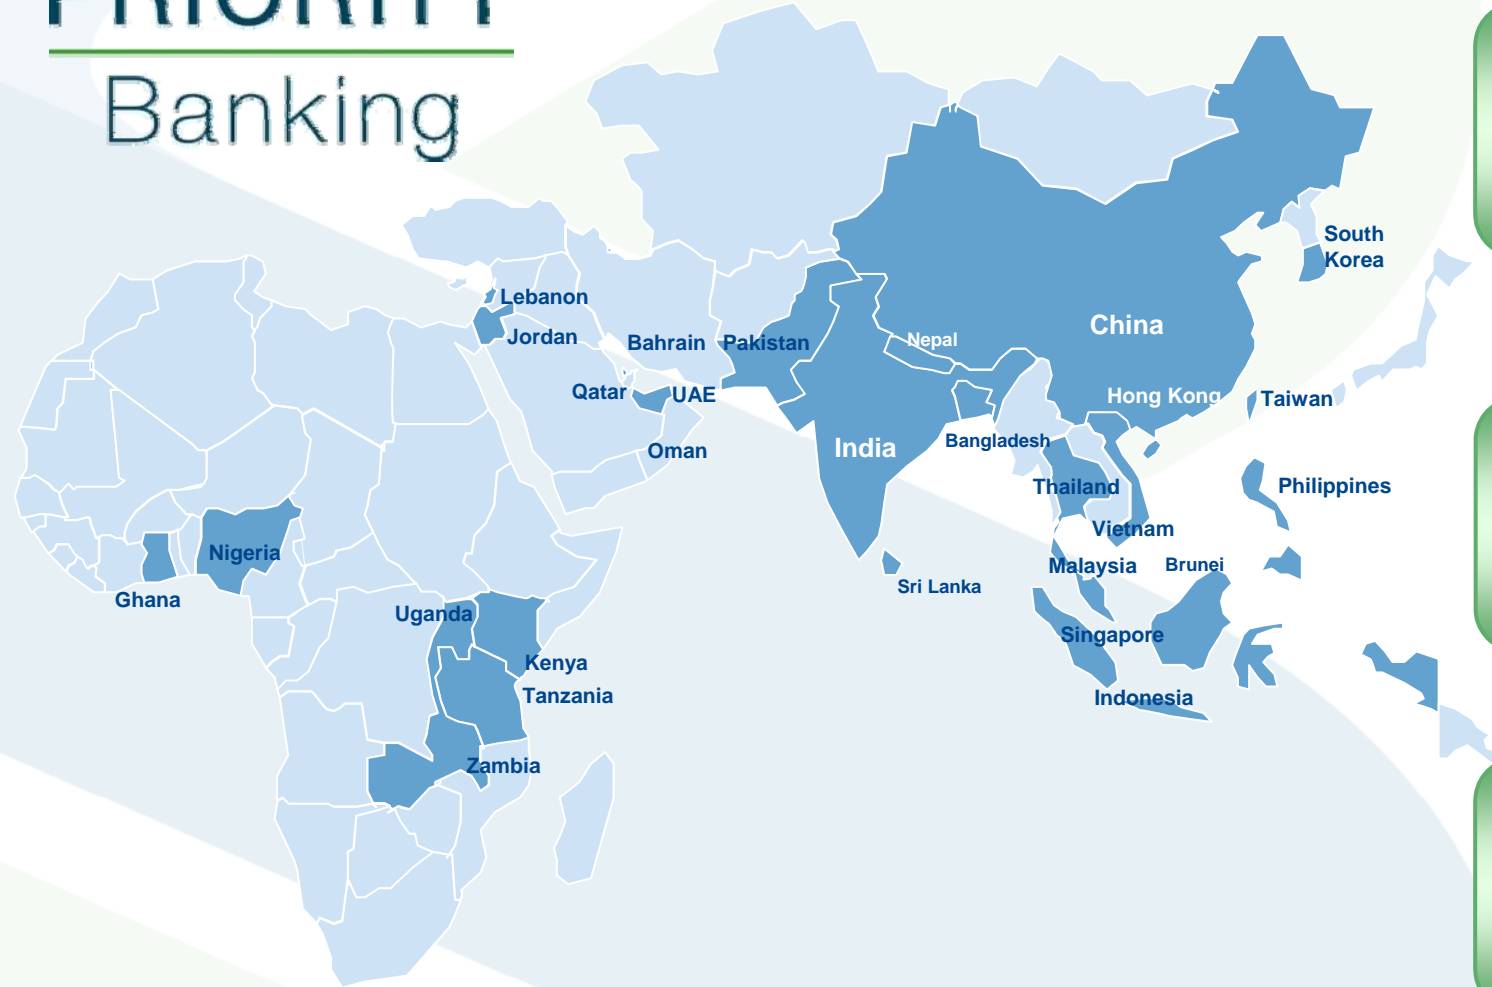 PRIORITY
Banking
South
Korea
Lebanon
China
Jordan
Bahrain
Pakistan
Nepal
Qatar
UAE
Hong Kong
Taiwan
Oman
India
Bangladesh
Thailand
Philippines
Vietnam
Nigeria
Malaysia
Brunei
Sri Lanka
Ghana
Uganda
Singapore
Kenya
Tanzania
Indonesia
Zambia